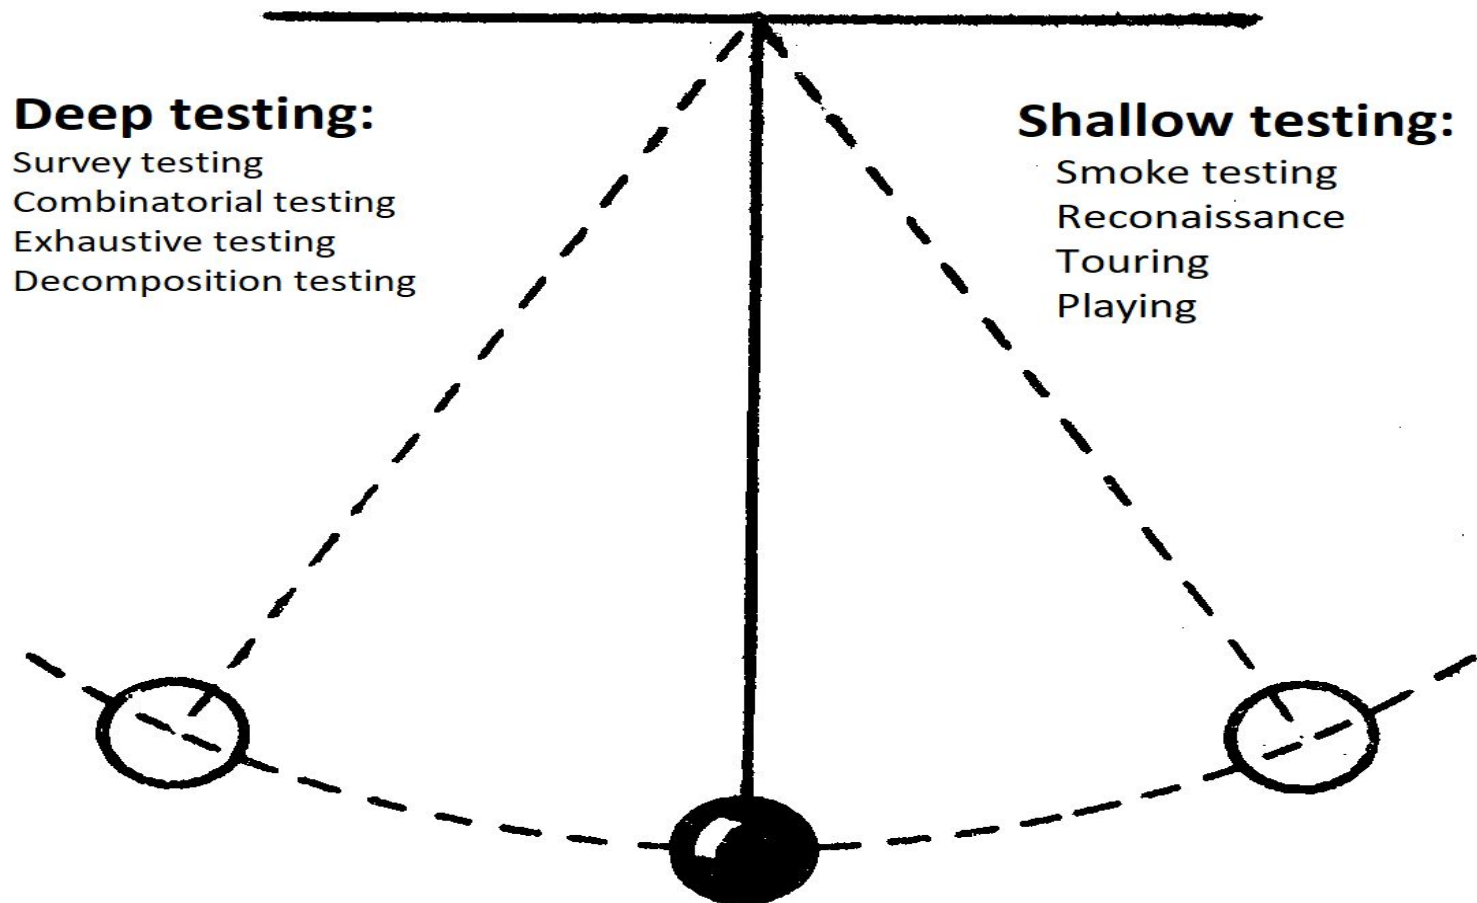 Deep testing:
Survey testing
Combinatorial testing
Exhaustive testing
Decomposition testing
Shallow testing:
Smoke testing
Reconaissance
Touring
Playing